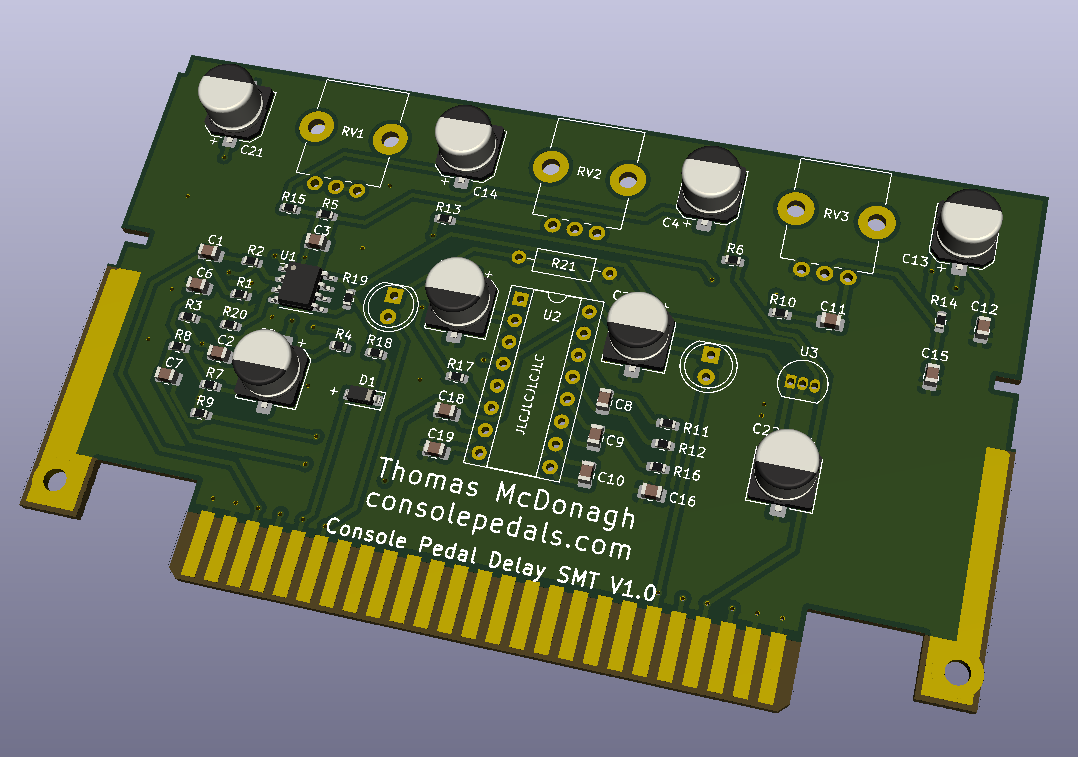 C21
RV1
C14
RV2
C4
RV3
C13
R15
R5
R13
R6
C3
C1
R2
U1
R21
C6
R1
R19
U2
R10
C11
R14
C12
R3
R20
R4
R18
U3
R8
C2
C7
R7
D1
R17
JLCJLCJLCJLC
C15
R9
C18
C8
R11
C19
C9
R12
C10
R16
C16
Thomas McDonagh
consolepedals.com
Console Pedal Delay SMT V1.0